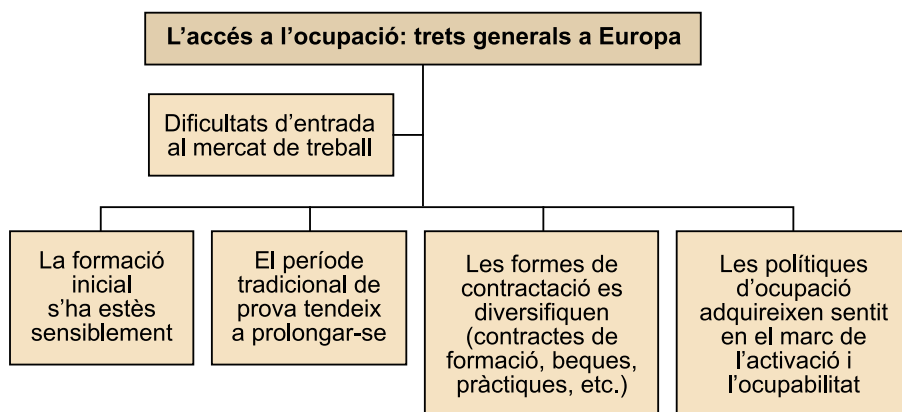 L’accés a l’ocupació: trets generals a Europa
Dificultats d’entrada
al mercat de treball
La formació
inicial
s’ha estès
sensiblement
El període
tradicional de
prova tendeix
a prolongar-se
Les formes de
contractació es
diversifiquen
(contractes de
formació, beques,
pràctiques, etc.)
Les polítiques
d’ocupació
adquireixen sentit
en el marc de
l’activació i
l’ocupabilitat